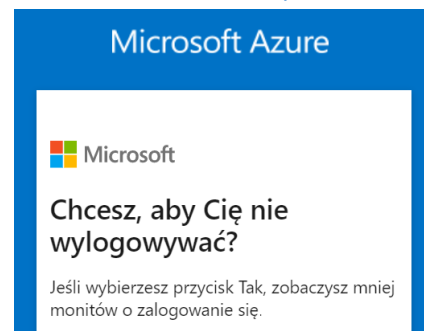 Microsoft Azure
Microsoft
Chcesz, aby Cię nie
wylogowywać?
Jeśli wybierzesz przycisk Tak, zobaczysz mniej
monitów o zalogowanie się.